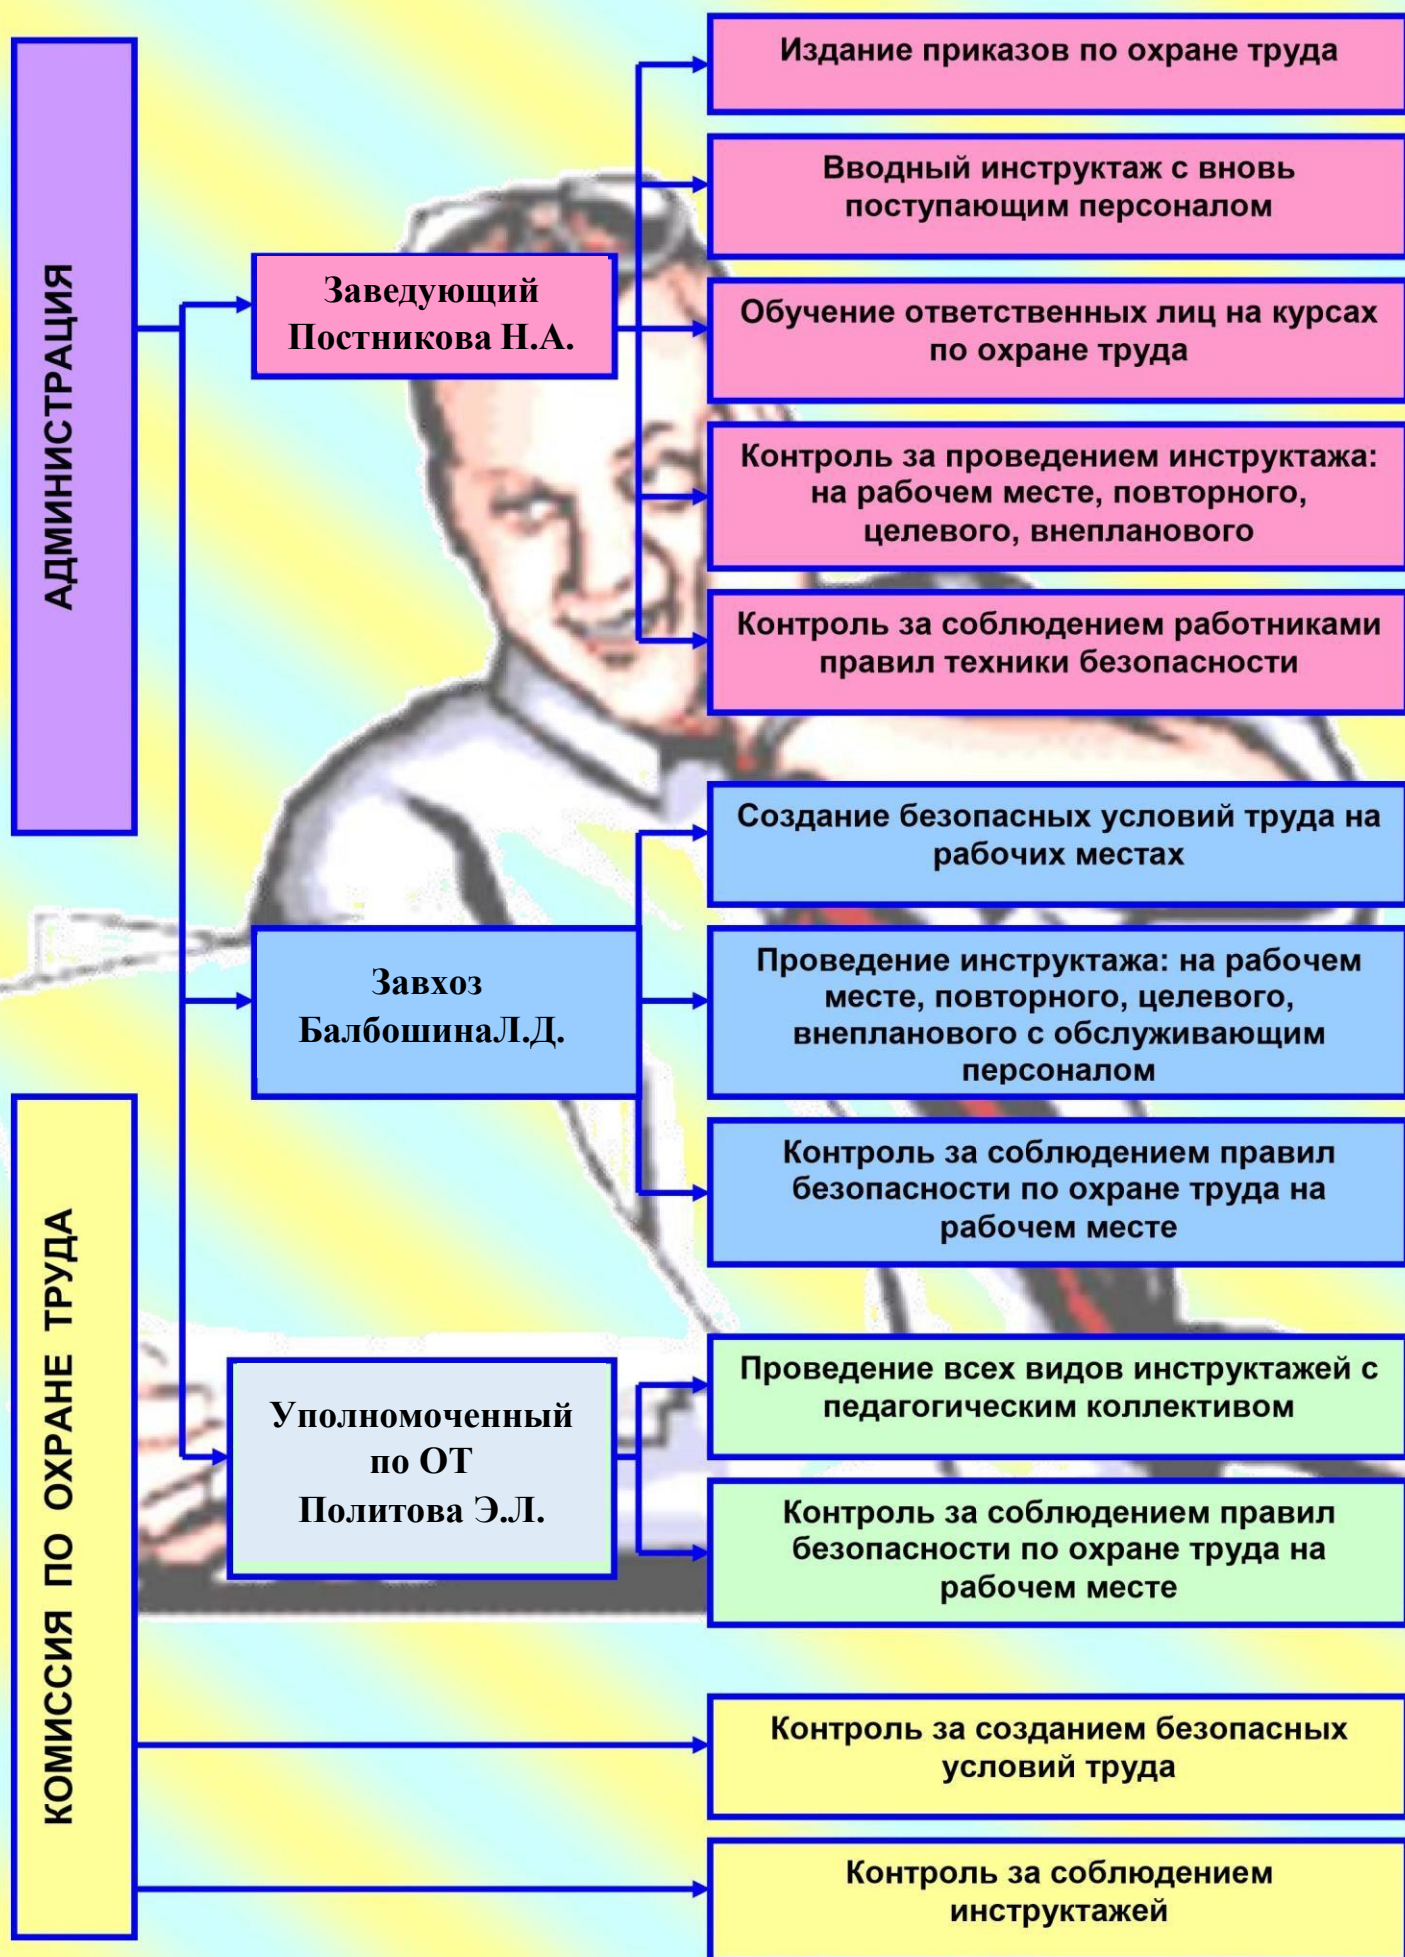 АДМИНИСТРАЦИЯ
Заведующий
Постникова Н.А.
Издание приказов по охране труда
Вводный инструктаж с вновь
поступающим персоналом
Обучение ответственных лиц на курсах
по охране труда
Контроль за проведением инструктажа:
на рабочем месте, повторного,
целевого, внепланового
Контроль за соблюдением работниками
правил техники безопасности
Завхоз
БалбошинаЛ.Д.
Создание безопасных условий труда на
рабочих местах
Проведение инструктажа: на рабочем
месте, повторного, целевого,
внепланового с обслуживающим
персоналом
Контроль за соблюдением правил
безопасности по охране труда на
рабочем месте
Уполномоченный
по ОТ
Политова Э.Л.
Проведение всех видов инструктажей с
педагогическим коллективом
Контроль за соблюдением правил
безопасности по охране труда на
рабочем месте
КОМИССИЯ ПО ОХРАНЕ ТРУДА
Контроль за созданием безопасных
условий труда
Контроль за соблюдением
инструктажей